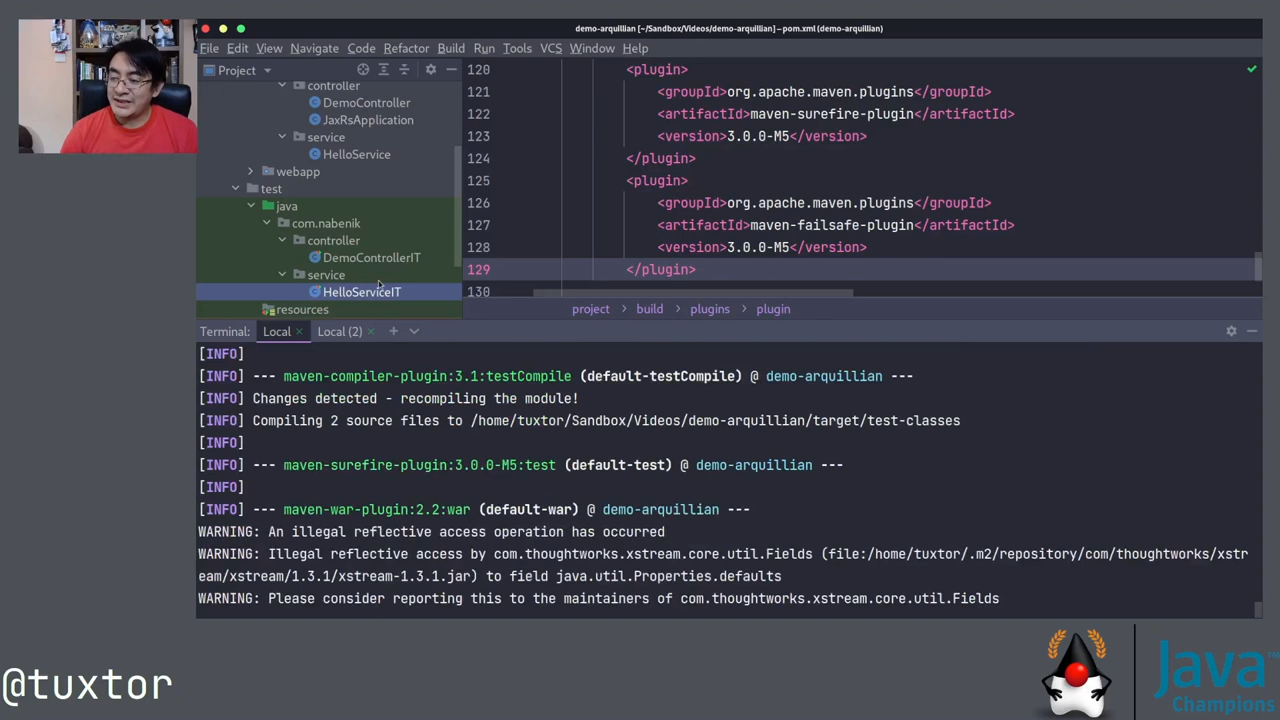 demo-arquillian [~/Sandbox/Videos/demo-arquillian] – pom.xml (demo-arquillian)
File Edit View Navigate Code Refactor Build Run Tools VCS Window Help
Project
controller
DemoController
JaxRsApplication
service
HelloService
webapp
test
java
com.nabenik
controller
DemoControllerIT
service
HelloServiceIT
resources
120 <plugin>
121 <groupId>org.apache.maven.plugins</groupId>
122 <artifactId>maven-surefire-plugin</artifactId>
123 <version>3.0.0-M5</version>
124 </plugin>
125 <plugin>
126 <groupId>org.apache.maven.plugins</groupId>
127 <artifactId>maven-failsafe-plugin</artifactId>
128 <version>3.0.0-M5</version>
129 </plugin>
130
project > build > plugins > plugin
Terminal: Local × Local (2) × +
[INFO]
[INFO] --- maven-compiler-plugin:3.1:testCompile (default-testCompile) @ demo-arquillian ---
[INFO] Changes detected - recompiling the module!
[INFO] Compiling 2 source files to /home/tuxtor/Sandbox/Videos/demo-arquillian/target/test-classes
[INFO]
[INFO] --- maven-surefire-plugin:3.0.0-M5:test (default-test) @ demo-arquillian ---
[INFO]
[INFO] --- maven-war-plugin:2.2:war (default-war) @ demo-arquillian ---
WARNING: An illegal reflective access operation has occurred
WARNING: Illegal reflective access by com.thoughtworks.xstream.core.util.Fields (file:/home/tuxtor/.m2/repository/com/thoughtworks/xstr
eam/xstream/1.3.1/xstream-1.3.1.jar) to field java.util.Properties.defaults
WARNING: Please consider reporting this to the maintainers of com.thoughtworks.xstream.core.util.Fields
@tuxtor
Java
Champions